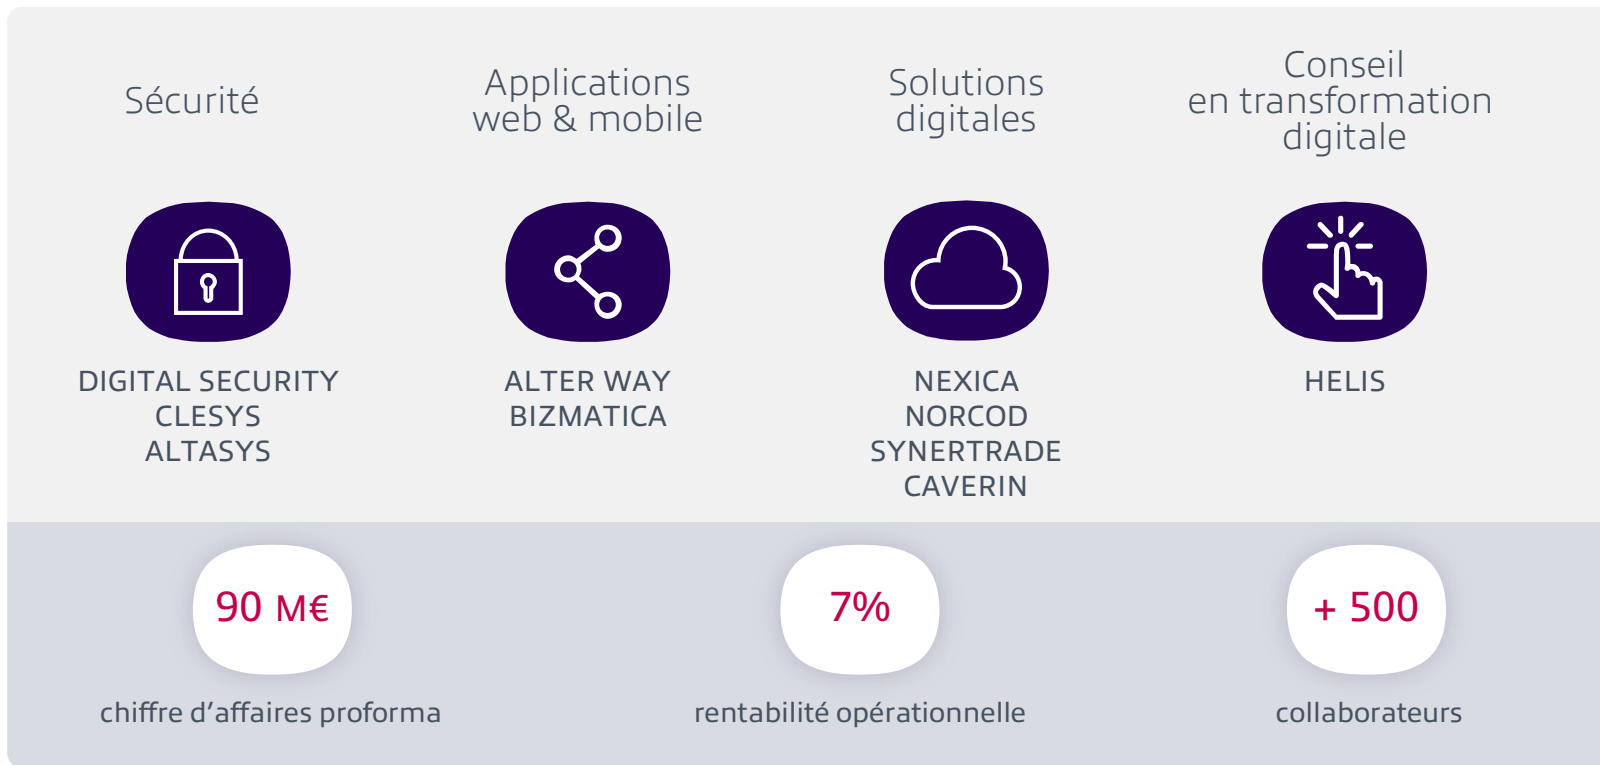 Sécurité
Applications
web & mobile
Solutions
digitales
Conseil
en transformation
digitale
DIGITAL SECURITY
CLESYS
ALTASYS
ALTER WAY
BIZMATICA
NEXICA
NORCOD
SYNERTRADE
CAVERIN
HELIS
90 M€
7%
+ 500
chiffre d’affaires proforma
rentabilité opérationnelle
collaborateurs